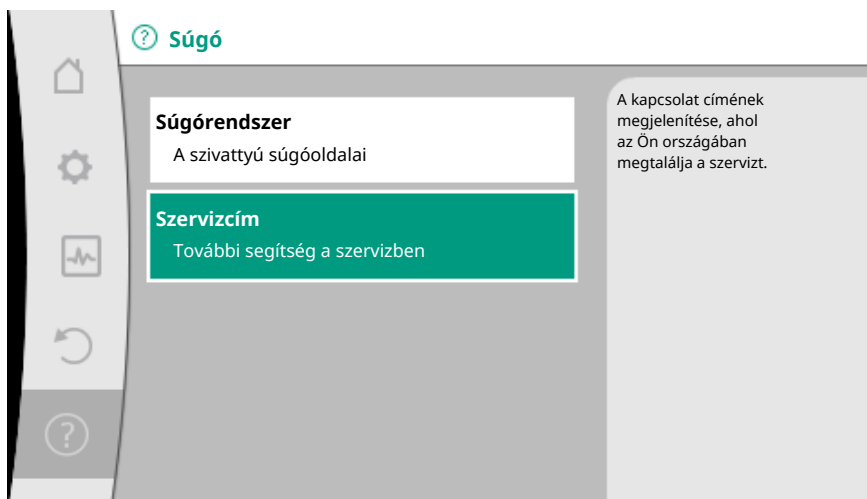 Súgó
Súgórendszer
A szivattyú súgóoldalai
Szervizcím
További segítség a szervizben
A kapcsolat címének
megjelenítése, ahol
az Ön országában
megtalálja a szervizt.